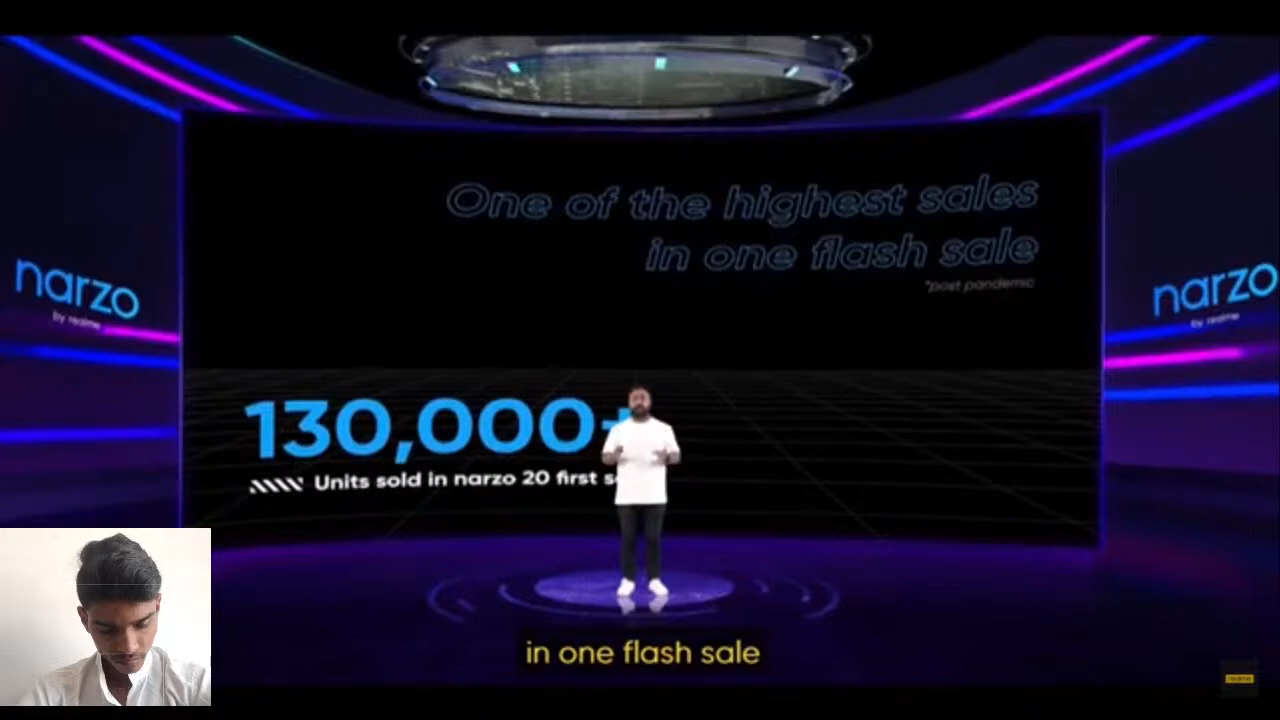 One of the highest sales
in one flash sale
*post pandemic
narzo
by realme
narzo
by realme
130,000+
Units sold in narzo 20 first
in one flash sale
realme